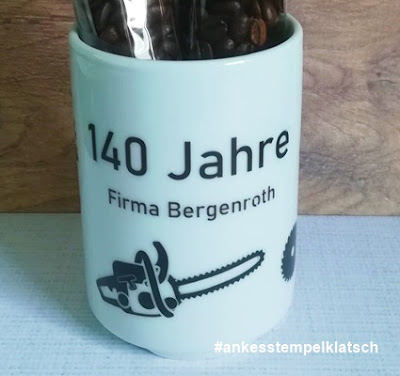 140 Jahre
Firma Bergenroth
#ankesstempelklatsch